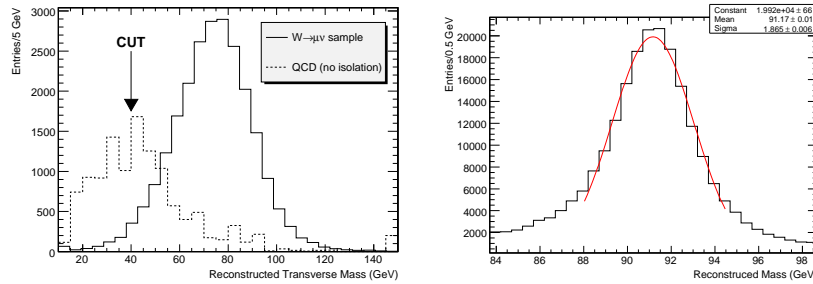 Entries/5 GeV
3000
2500
2000
1500
1000
500
0
CUT
W→μν sample
QCD (no isolation)
20 40 60 80 100 120 140
Reconstructed Transverse Mass (GeV)
Constant 1.992e+04 ± 66
Mean 91.17 ± 0.01
Sigma 1.865 ± 0.006
Entries/0.5 GeV
20000
18000
16000
14000
12000
10000
8000
6000
4000
2000
84 86 88 90 92 94 96 98
Reconstruced Mass (GeV)